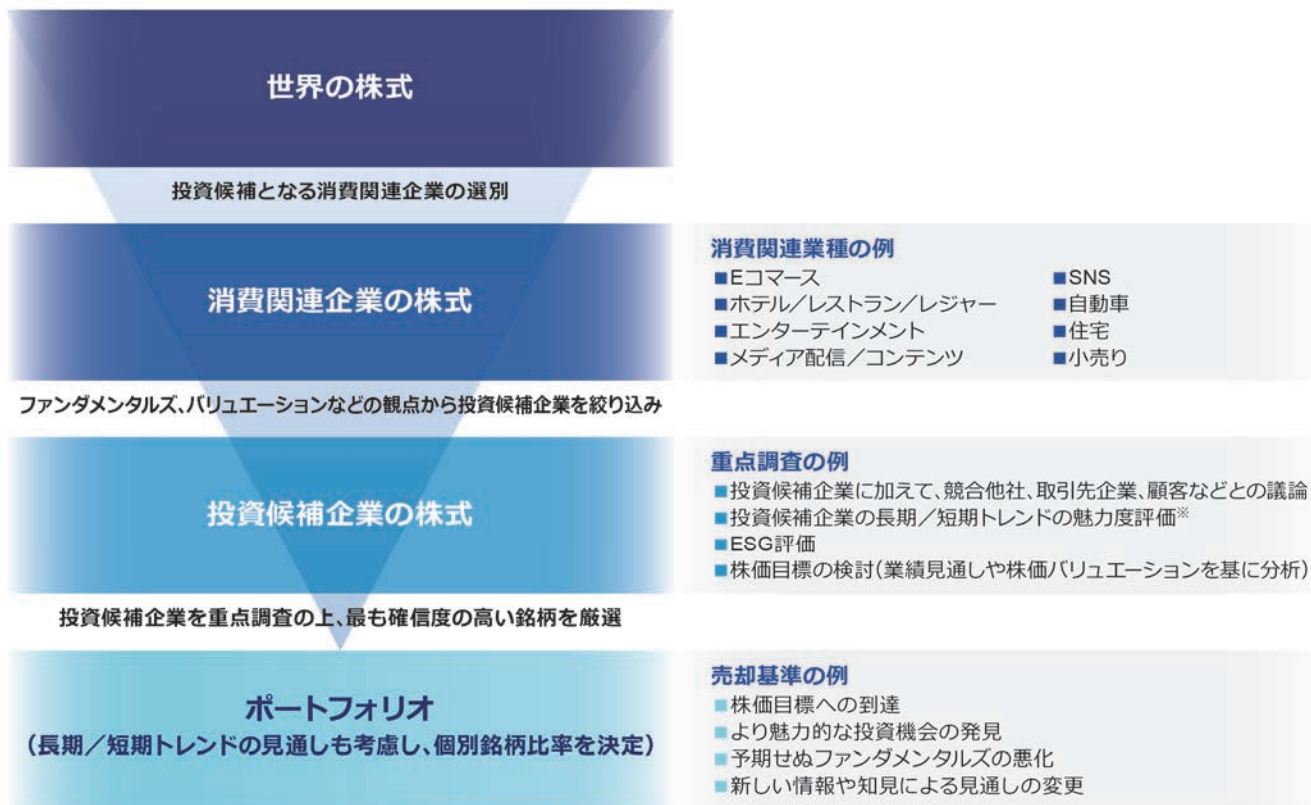 世界の株式
投資候補となる消費関連企業の選別
消費関連企業の株式
消費関連業種の例
■Eコマース
■SNS
■ホテル／レストラン／レジャー
■自動車
■エンターテインメント
■住宅
■メディア配信／コンテンツ
■小売り
ファンダメンタルズ、バリュエーションなどの観点から投資候補企業を絞り込み
投資候補企業の株式
重点調査の例
■投資候補企業に加えて、競合他社、取引先企業、顧客などとの議論
■投資候補企業の長期／短期トレンドの魅力度評価※
■ESG評価
■株価目標の検討（業績見通しや株価バリュエーションを基に分析）
投資候補企業を重点調査の上、最も確信度の高い銘柄を厳選
ポートフォリオ
（長期／短期トレンドの見通しも考慮し、個別銘柄比率を決定）
売却基準の例
■株価目標への到達
■より魅力的な投資機会の発見
■予期せぬファンダメンタルズの悪化
■新しい情報や知見による見通しの変更